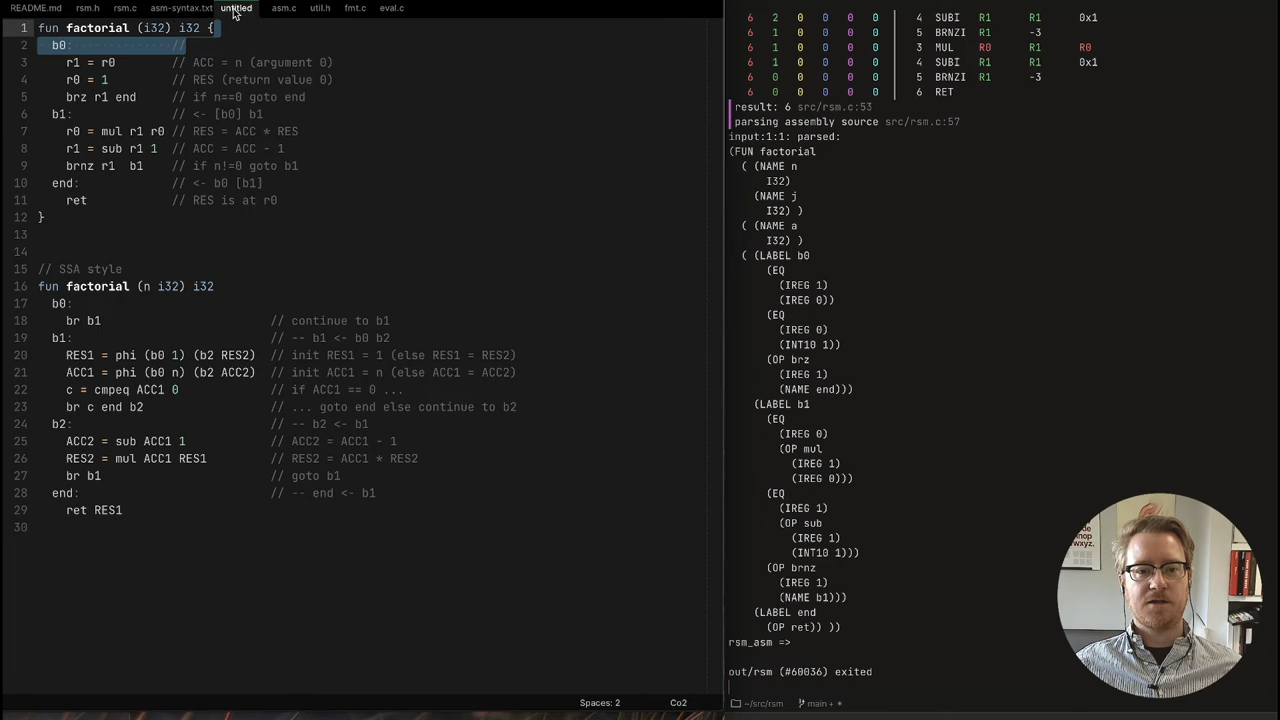 README.md rsm.h rsm.c asm-syntax.txt untitled asm.c util.h fmt.c eval.c
1 fun factorial (i32) i32 {
2 b0: //
3 r1 = r0 // ACC = n (argument 0)
4 r0 = 1 // RES (return value 0)
5 brz r1 end // if n==0 goto end
6 b1: // <- [b0] b1
7 r0 = mul r1 r0 // RES = ACC * RES
8 r1 = sub r1 1 // ACC = ACC - 1
9 brnz r1 b1 // if n!=0 goto b1
10 end: // <- b0 [b1]
11 ret // RES is at r0
12 }
13
14
15 // SSA style
16 fun factorial (n i32) i32
17 b0:
18 br b1 // continue to b1
19 b1: // -- b1 <- b0 b2
20 RES1 = phi (b0 1) (b2 RES2) // init RES1 = 1 (else RES1 = RES2)
21 ACC1 = phi (b0 n) (b2 ACC2) // init ACC1 = n (else ACC1 = ACC2)
22 c = cmpeq ACC1 0 // if ACC1 == 0 ...
23 br c end b2 // ... goto end else continue to b2
24 b2: // -- b2 <- b1
25 ACC2 = sub ACC1 1 // ACC2 = ACC1 - 1
26 RES2 = mul ACC1 RES1 // RES2 = ACC1 * RES2
27 br b1 // goto b1
28 end: // -- end <- b1
29 ret RES1
30
Spaces: 2 Co2
6 2 0 0 0 0 4 SUBI R1 R1 0x1
6 1 0 0 0 0 5 BRNZI R1 -3
6 1 0 0 0 0 3 MUL R0 R1 R0
6 1 0 0 0 0 4 SUBI R1 R1 0x1
6 0 0 0 0 0 5 BRNZI R1 -3
6 0 0 0 0 0 6 RET
result: 6 src/rsm.c:53
parsing assembly source src/rsm.c:57
input:1:1: parsed:
(FUN factorial
( (NAME n
I32)
(NAME j
I32) )
( (NAME a
I32) )
( (LABEL b0
(EQ
(IREG 1)
(IREG 0))
(EQ
(IREG 0)
(INT10 1))
(OP brz
(IREG 1)
(NAME end)))
(LABEL b1
(EQ
(IREG 0)
(OP mul
(IREG 1)
(IREG 0)))
(EQ
(IREG 1)
(OP sub
(IREG 1)
(INT10 1)))
(OP brnz
(IREG 1)
(NAME b1)))
(LABEL end
(OP ret)) ))
rsm_asm =>
out/rsm (#60036) exited
~/src/rsm main + *